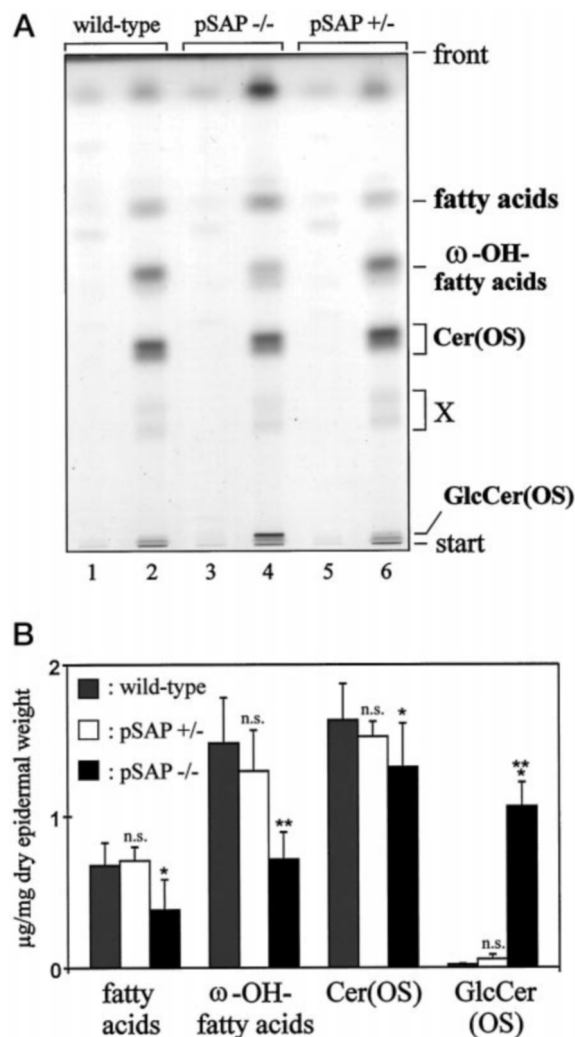 A
wild-type pSAP -/- pSAP +/-
front
fatty acids
ω-OH-
fatty acids
Cer(OS)
X
GlcCer(OS)
start
1 2 3 4 5 6
B
μg/mg dry epidermal weight
2
1
0
: wild-type
: pSAP +/-
: pSAP -/-
n.s.
*
n.s.
**
n.s.
*
n.s.
**
*
fatty
acids
ω-OH-
fatty acids
Cer(OS)
GlcCer
(OS)